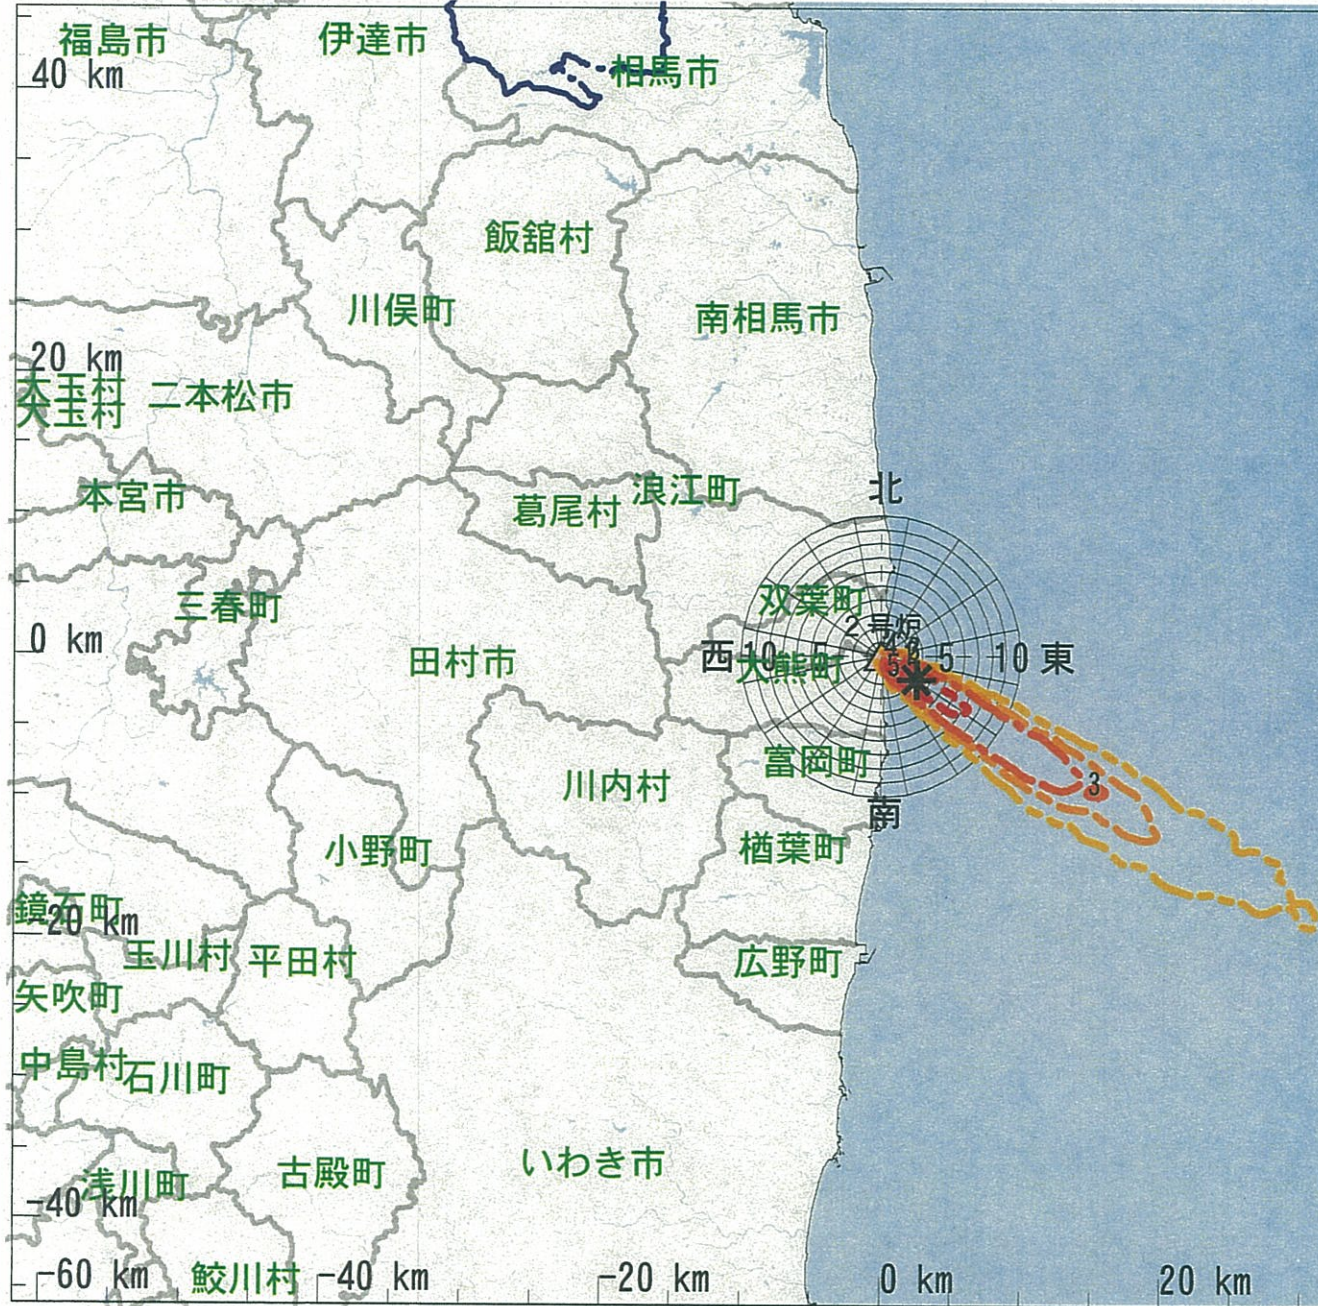 福島市
伊達市
相馬市
40 km
飯舘村
川俣町
南相馬市
20 km
大玉村
二本松市
大玉村
本宮市
葛尾村
浪江町
北
三春町
双葉町
2号炉
0 km
田村市
西
10
5
大熊町
5
10
東
富岡町
川内村
3
南
小野町
楢葉町
鏡石町
-20 km
玉川村
平田村
広野町
矢吹町
中島村
石川町
いわき市
浅川町
古殿町
-40 km
-60 km
鮫川村
-40 km
-20 km
0 km
20 km